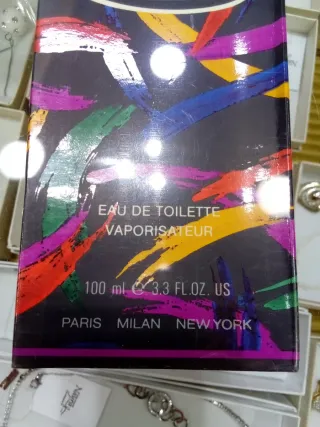 EAU DE TOILETTE
VAPORISATEUR
100 ml ℮ 3.3 FL.OZ. US
PARIS MILAN NEW YORK